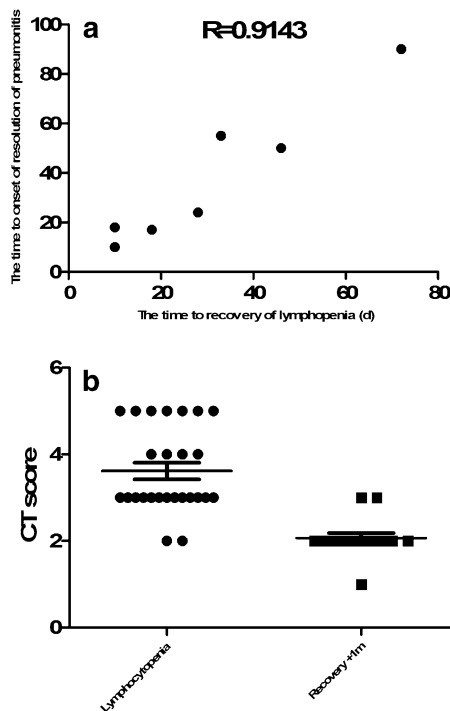 a
R=0.9143
The time to onset of resolution of pneumonitis
100
80
60
40
20
0
0 20 40 60 80
The time to recovery of lymphopenia (d)
b
CT score
6
4
2
0
Lymphocytopenia
Recovery +1m